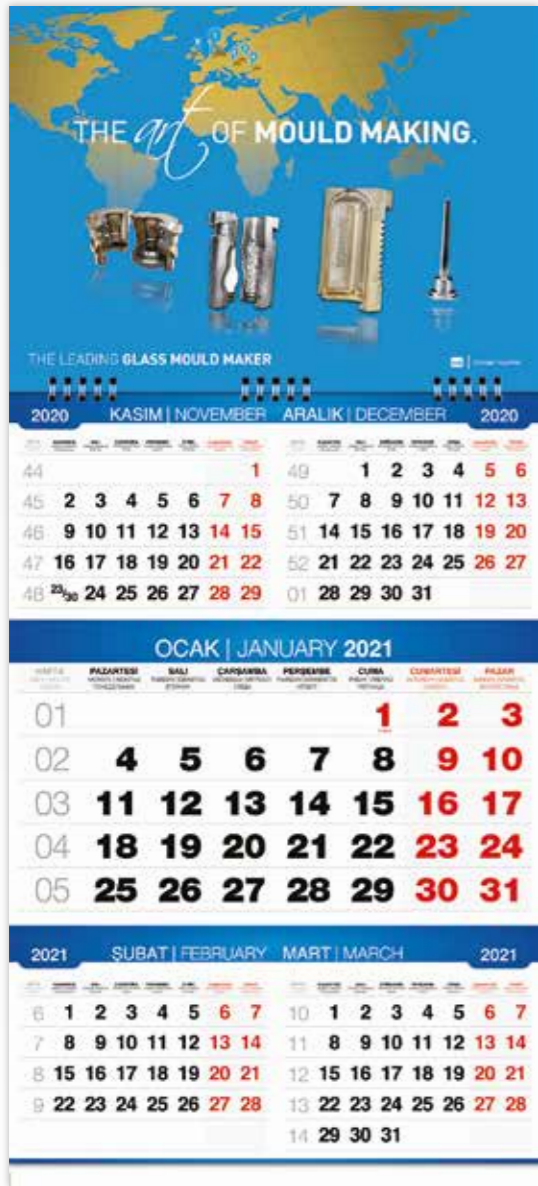 THE art OF MOULD MAKING.
THE LEADING GLASS MOULD MAKER
2020 KASIM | NOVEMBER ARALIK | DECEMBER 2020
44 1
45 2 3 4 5 6 7 8
46 9 10 11 12 13 14 15
47 16 17 18 19 20 21 22
48 23/30 24 25 26 27 28 29
49 1 2 3 4 5 6
50 7 8 9 10 11 12 13
51 14 15 16 17 18 19 20
52 21 22 23 24 25 26 27
01 28 29 30 31
OCAK | JANUARY 2021
HAFTA PAZARTESİ SALI ÇARŞAMBA PERŞEMBE CUMA CUMARTESİ PAZAR
01 1 2 3
02 4 5 6 7 8 9 10
03 11 12 13 14 15 16 17
04 18 19 20 21 22 23 24
05 25 26 27 28 29 30 31
2021 ŞUBAT | FEBRUARY MART | MARCH 2021
6 1 2 3 4 5 6 7
7 8 9 10 11 12 13 14
8 15 16 17 18 19 20 21
9 22 23 24 25 26 27 28
10 1 2 3 4 5 6 7
11 8 9 10 11 12 13 14
12 15 16 17 18 19 20 21
13 22 23 24 25 26 27 28
14 29 30 31